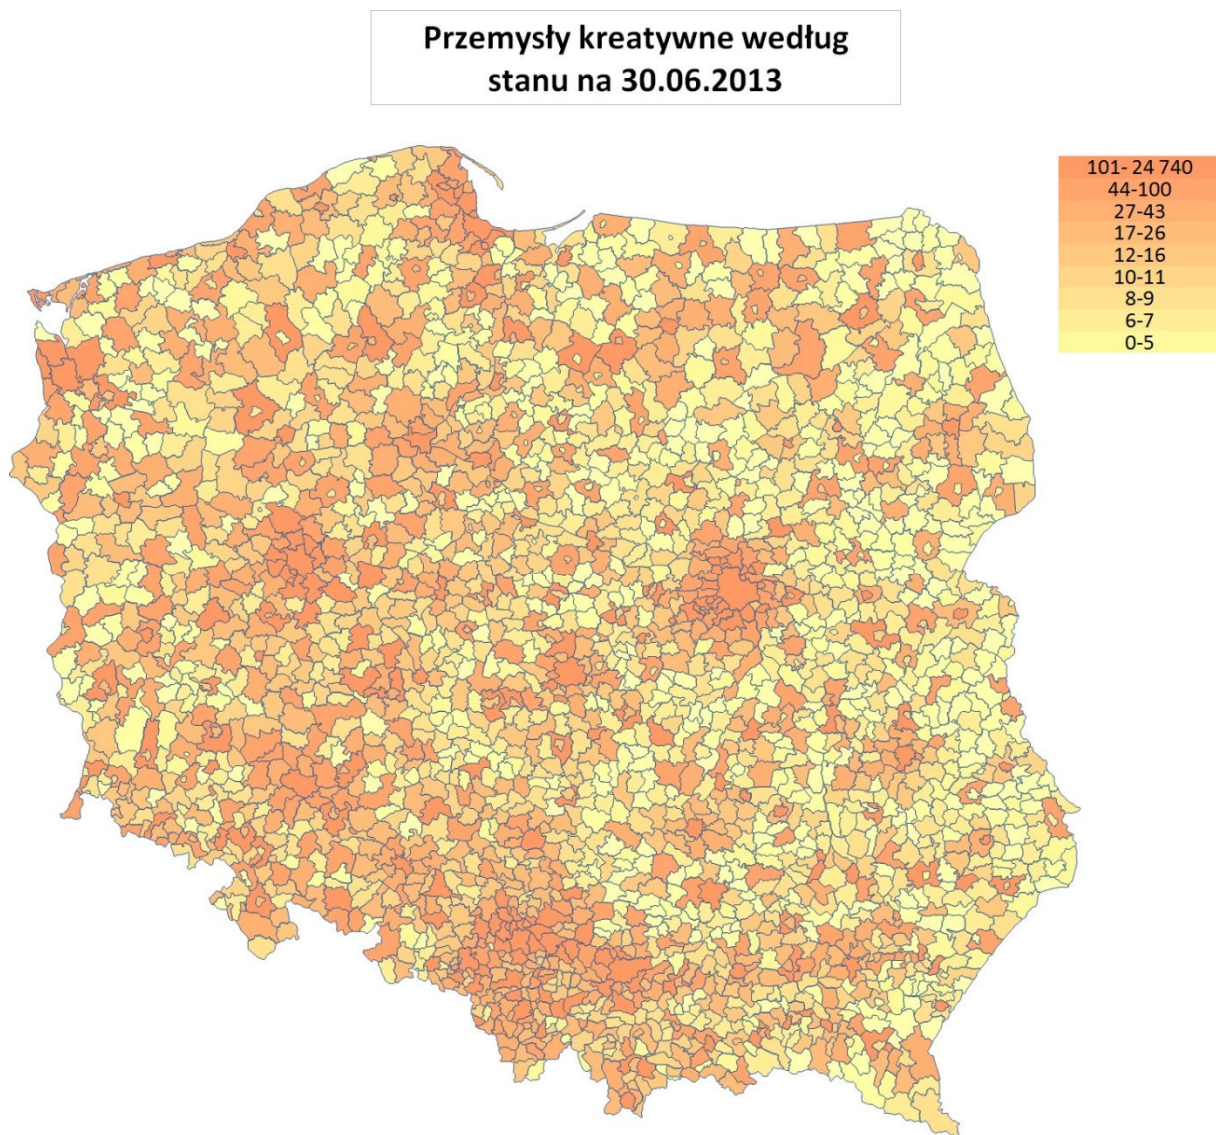 Przemysły kreatywne według
stanu na 30.06.2013
101- 24 740
44-100
27-43
17-26
12-16
10-11
8-9
6-7
0-5